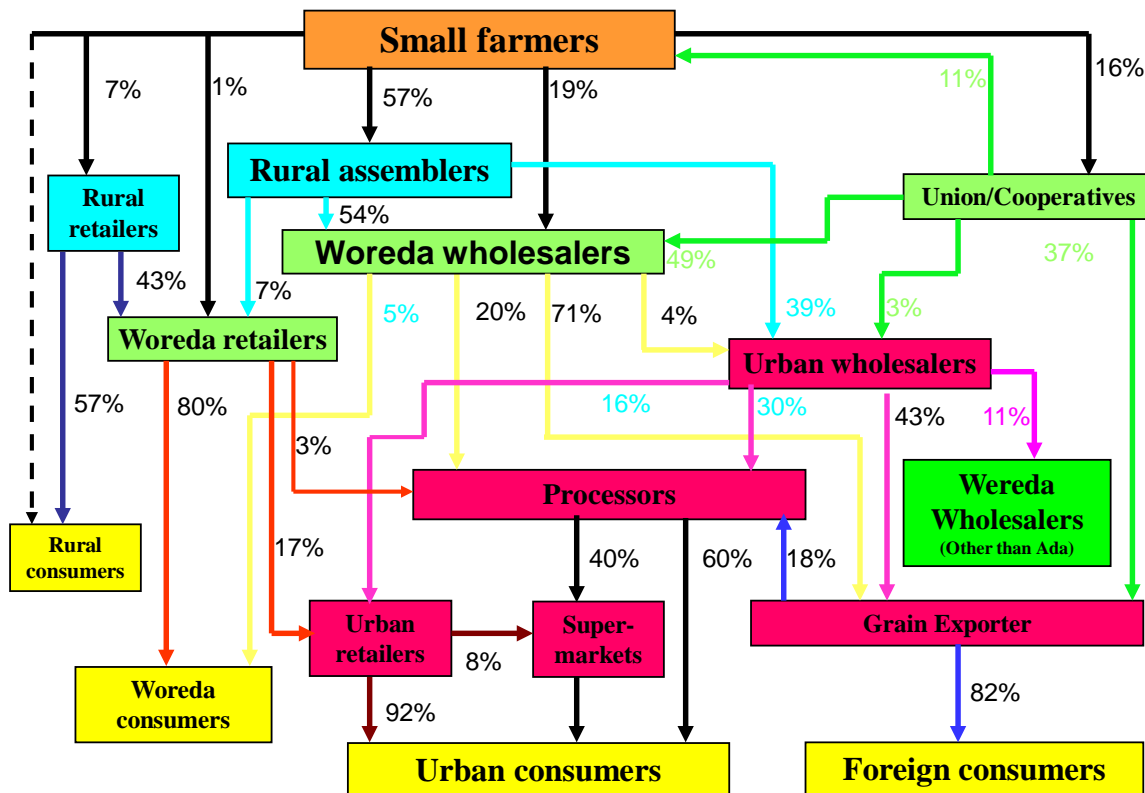 Small farmers
7%
1%
57%
19%
11%
16%
Rural assemblers
Rural
retailers
Union/Cooperatives
54%
Woreda wholesalers
49%
37%
43%
7%
5%
20%
71%
4%
39%
3%
Woreda retailers
Urban wholesalers
57%
80%
16%
30%
43%
11%
3%
Processors
Wereda
Wholesalers
(Other than Ada)
Rural
consumers
17%
40%
60%
18%
Urban
retailers
8%
Super-
markets
Grain Exporter
Woreda
consumers
92%
82%
Urban consumers
Foreign consumers